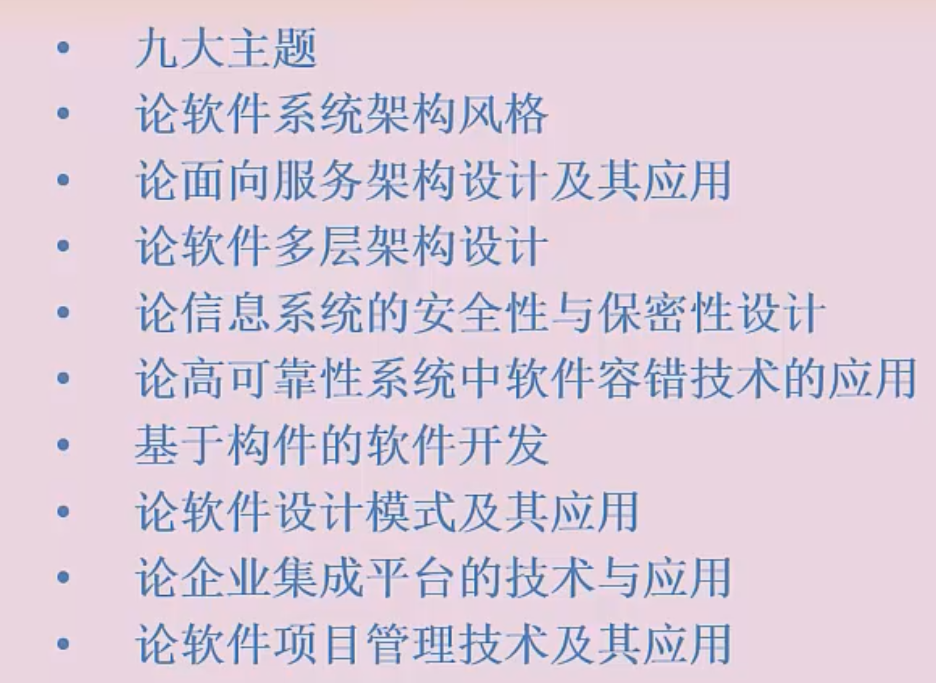 • 九大主题
• 论软件系统架构风格
• 论面向服务架构设计及其应用
• 论软件多层架构设计
• 论信息系统的安全性与保密性设计
• 论高可靠性系统中软件容错技术的应用
• 基于构件的软件开发
• 论软件设计模式及其应用
• 论企业集成平台的技术与应用
• 论软件项目管理技术及其应用